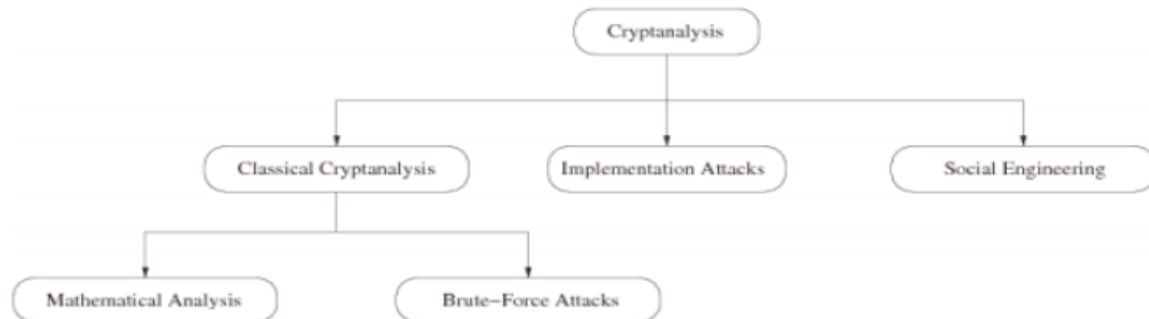 Cryptanalysis
Classical Cryptanalysis
Implementation Attacks
Social Engineering
Mathematical Analysis
Brute−Force Attacks